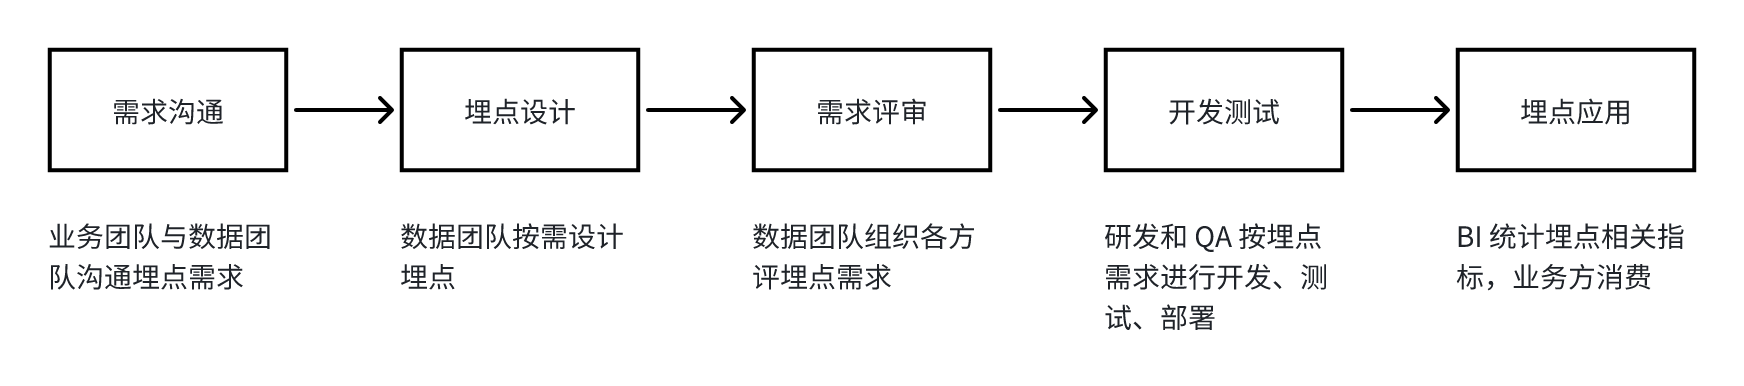 需求沟通
埋点设计
需求评审
开发测试
埋点应用
业务团队与数据团
队沟通埋点需求
数据团队按需设计
埋点
数据团队组织各方
评埋点需求
研发和 QA 按埋点
需求进行开发、测
试、部署
BI 统计埋点相关指
标，业务方消费